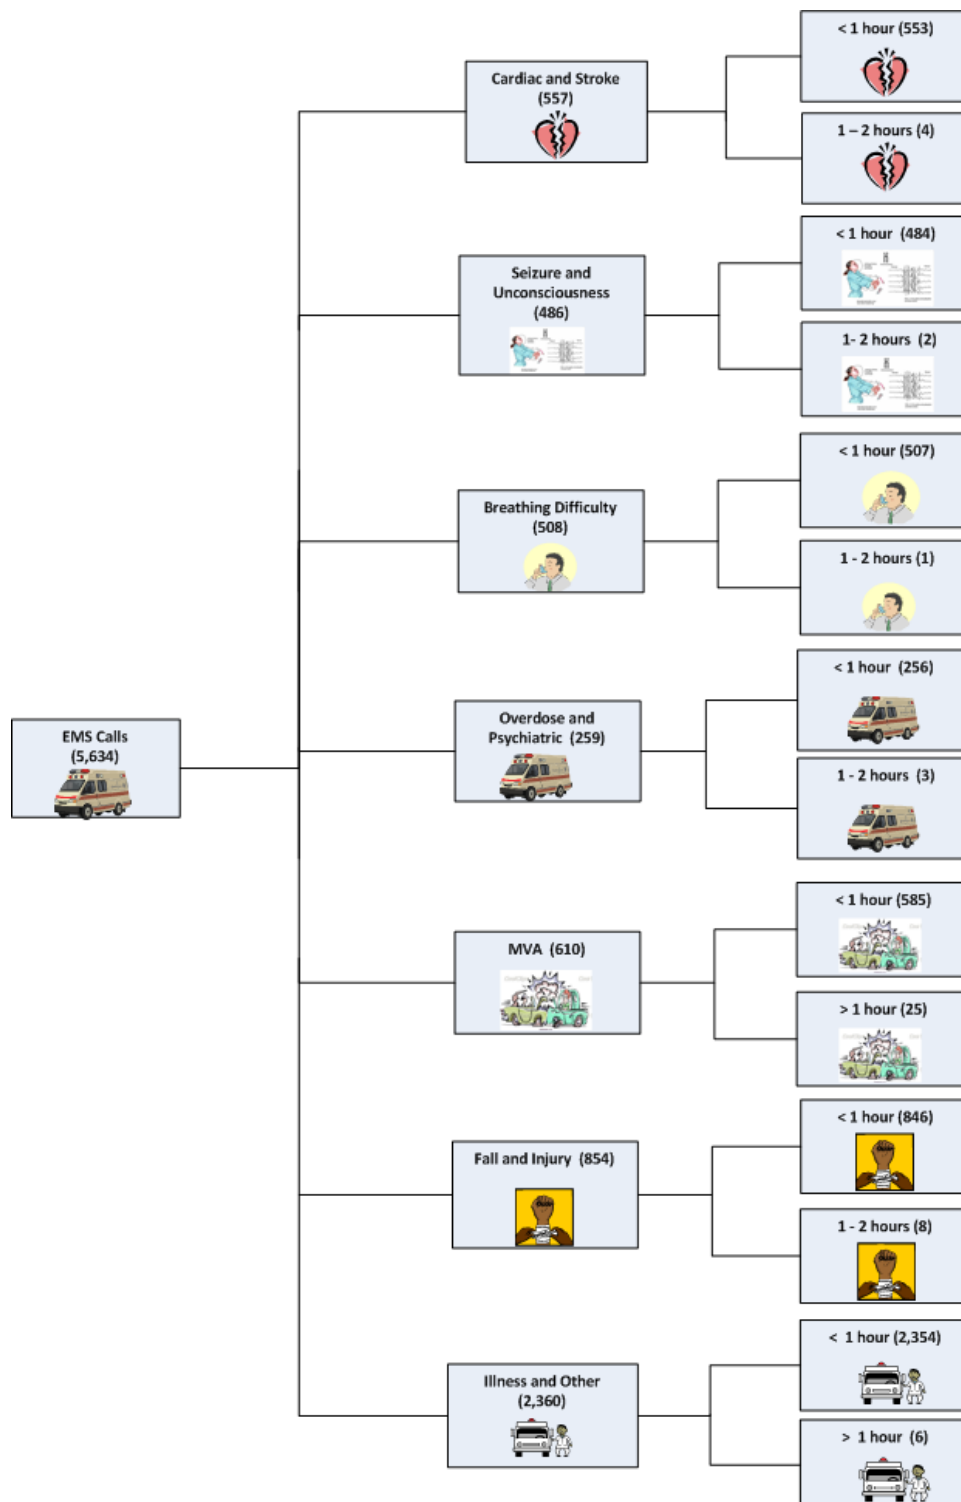 < 1 hour (553)
Cardiac and Stroke
(557)
1 – 2 hours (4)
< 1 hour (484)
Seizure and
Unconsciousness
(486)
1- 2 hours (2)
< 1 hour (507)
Breathing Difficulty
(508)
1 - 2 hours (1)
< 1 hour (256)
Overdose and
Psychiatric (259)
EMS Calls
(5,634)
1 - 2 hours (3)
< 1 hour (585)
MVA (610)
> 1 hour (25)
< 1 hour (846)
Fall and Injury (854)
1 - 2 hours (8)
< 1 hour (2,354)
Illness and Other
(2,360)
> 1 hour (6)